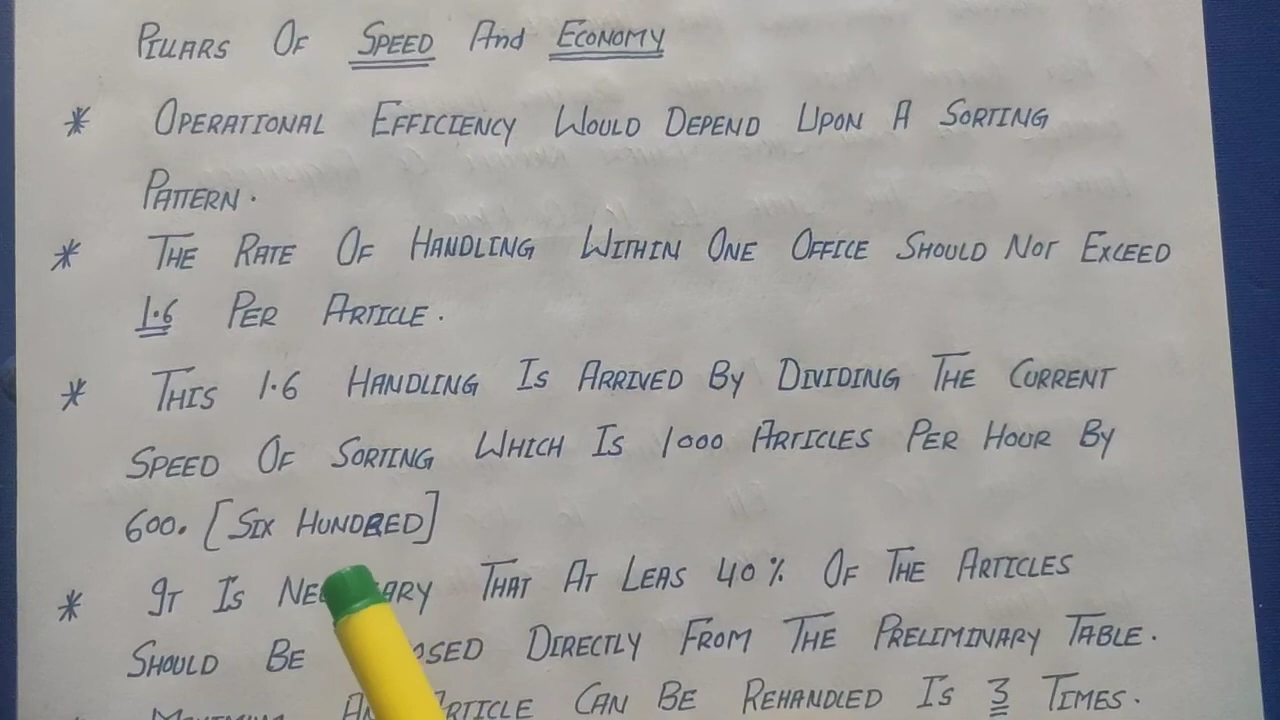 PILLARS OF SPEED And ECONOMY
* OPERATIONAL EFFICIENCY WOULD DEPEND UPON A SORTING
PATTERN.
* THE RATE OF HANDLING WITHIN ONE OFFICE SHOULD NOT EXCEED
1.6 PER ARTICLE.
* THIS 1.6 HANDLING IS ARRIVED BY DIVIDING THE CURRENT
SPEED OF SORTING WHICH IS 1000 ARTICLES PER HOUR BY
600. [SIX HUNDRED]
* IT IS THAT AT LEAS 40% OF THE ARTICLES
SHOULD BE DIRECTLY FROM THE PRELIMINARY TABLE.
CAN BE REHANDLED IS 3 TIMES.